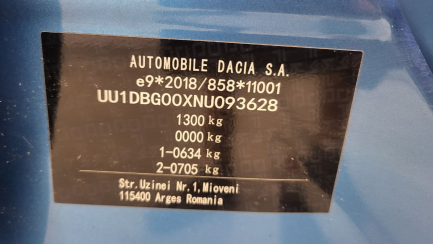 AUTOMOBILE DACIA S.A.
e9*2018/858*11001
UU1DBG00XNU093628
1300 kg
0000 kg
1-0634 kg
2-0705 kg
Str. Uzinei Nr. 1, Mioveni
115400 Arges Romania